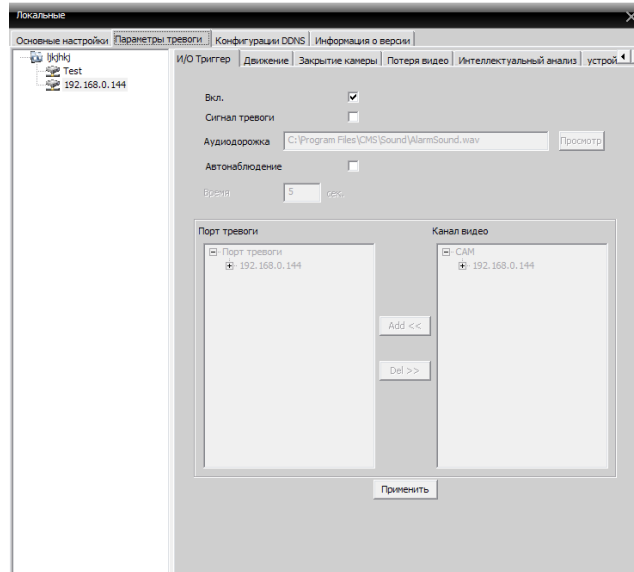 Локальные
Основные настройки Параметры тревоги Конфигурации DDNS Информация о версии
ljkjhkj
Test
192.168.0.144
И/О Триггер Движение Закрытие камеры Потеря видео Интеллектуальный анализ устрой
Вкл.
Сигнал тревоги
Аудиодорожка C:\Program Files\CMS\Sound\AlarmSound.wav Просмотр
Автонаблюдение
Время 5 сек.
Порт тревоги Канал видео
Порт тревоги CAM
192.168.0.144 192.168.0.144
Add <<
Del >>
Применить